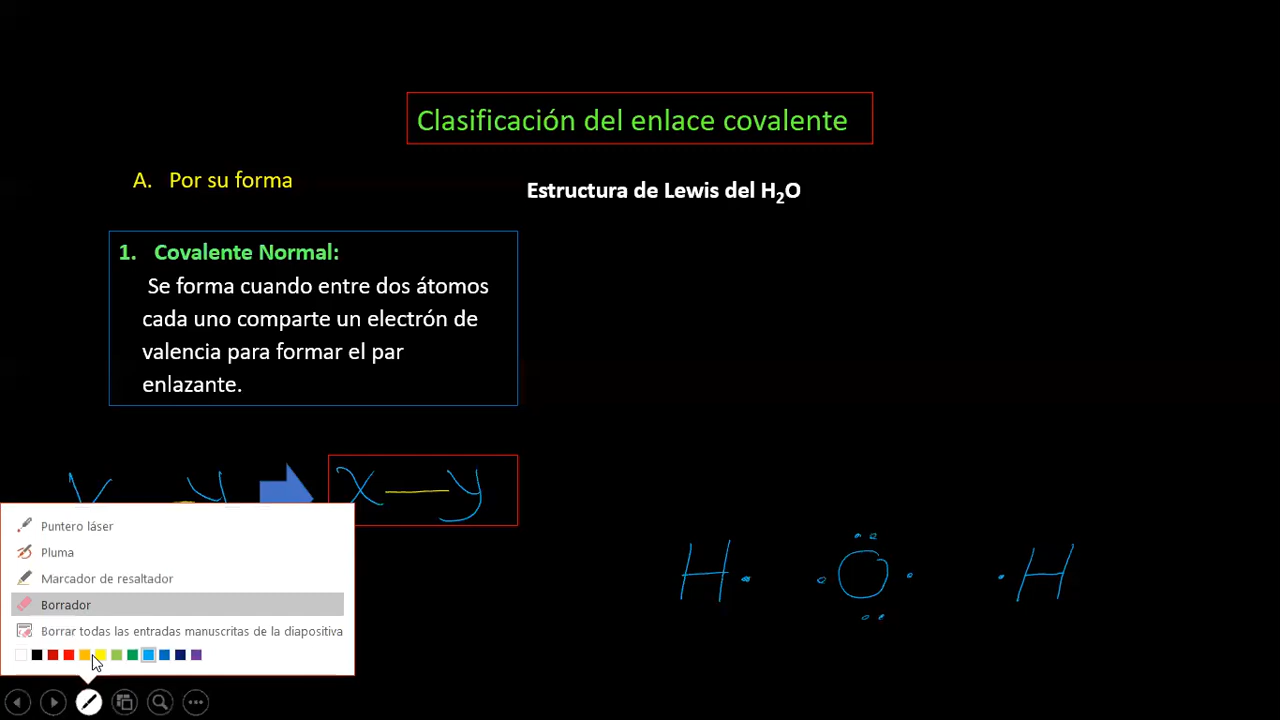 Clasificación del enlace covalente
A. Por su forma
Estructura de Lewis del H₂O
1. Covalente Normal:
Se forma cuando entre dos átomos
cada uno comparte un electrón de
valencia para formar el par
enlazante.
X — y
Puntero láser
Pluma
Marcador de resaltador
Borrador
Borrar todas las entradas manuscritas de la diapositiva
H O H